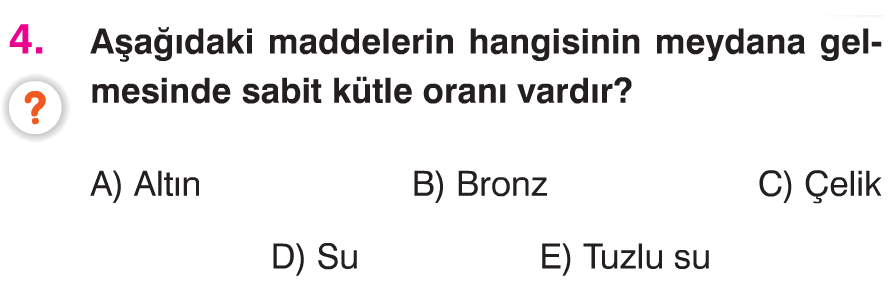 4. Aşağıdaki maddelerin hangisinin meydana gel-
? mesinde sabit kütle oranı vardır?
A) Altın B) Bronz C) Çelik
D) Su E) Tuzlu su